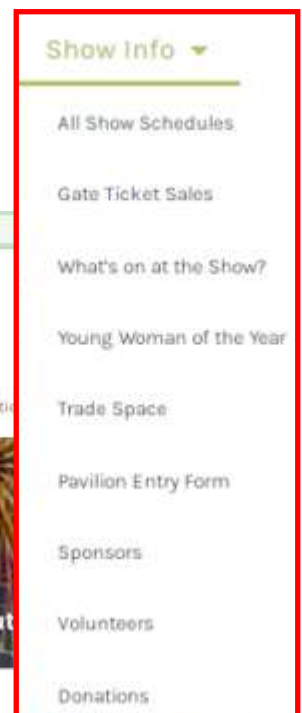 Show Info
All Show Schedules
Gate Ticket Sales
What's on at the Show?
Young Woman of the Year
Trade Space
Pavilion Entry Form
Sponsors
Volunteers
Donations